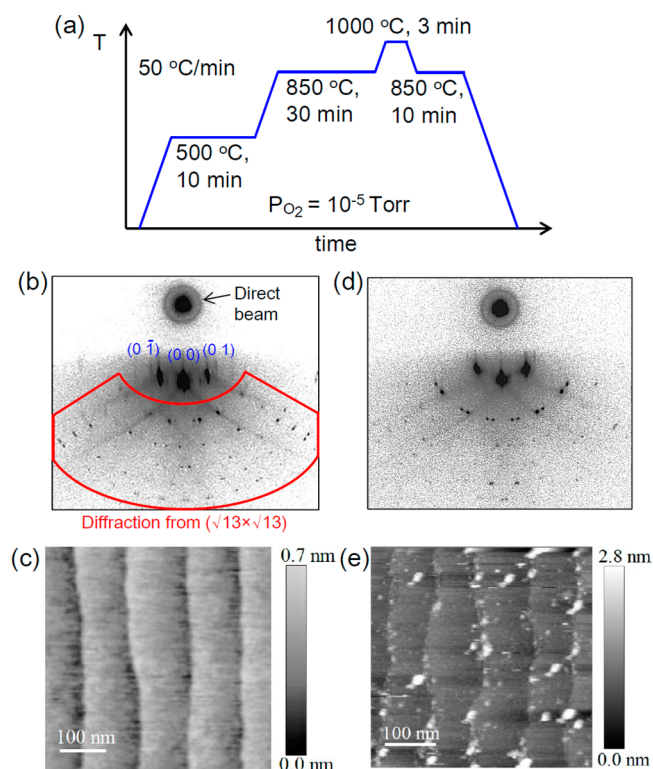 (a)
T
1000 °C, 3 min
50 °C/min
850 °C,
30 min
850 °C,
10 min
500 °C,
10 min
P_O2 = 10⁻⁵ Torr
time
(b)
Direct
beam
(0 1̄) (0 0) (0 1)
Diffraction from (√13×√13)
(d)
(c)
0.7 nm
100 nm
0.0 nm
(e)
2.8 nm
100 nm
0.0 nm